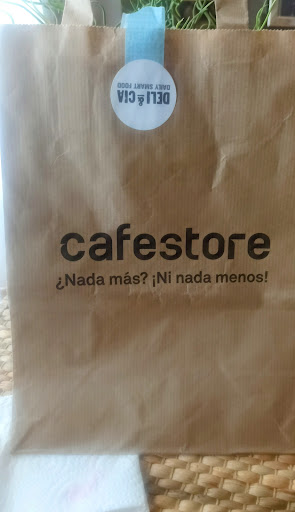 DELI & CIA
DAILY SMART FOOD
cafestore
¿Nada más? ¡Ni nada menos!